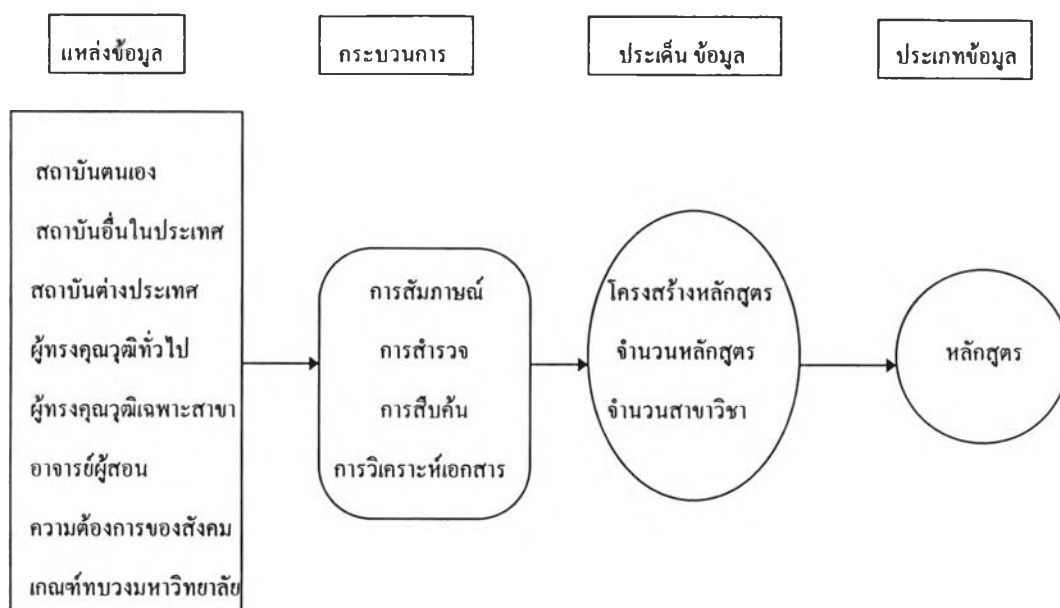 แหล่งข้อมูล
กระบวนการ
ประเด็น ข้อมูล
ประเภทข้อมูล
สถาบันตนเอง
สถาบันอื่นในประเทศ
สถาบันต่างประเทศ
ผู้ทรงคุณวุฒิทั่วไป
ผู้ทรงคุณวุฒิเฉพาะสาขา
อาจารย์ผู้สอน
ความต้องการของสังคม
เกณฑ์ทบวงมหาวิทยาลัย
การสัมภาษณ์
การสำรวจ
การสืบค้น
การวิเคราะห์เอกสาร
โครงสร้างหลักสูตร
จำนวนหลักสูตร
จำนวนสาขาวิชา
หลักสูตร